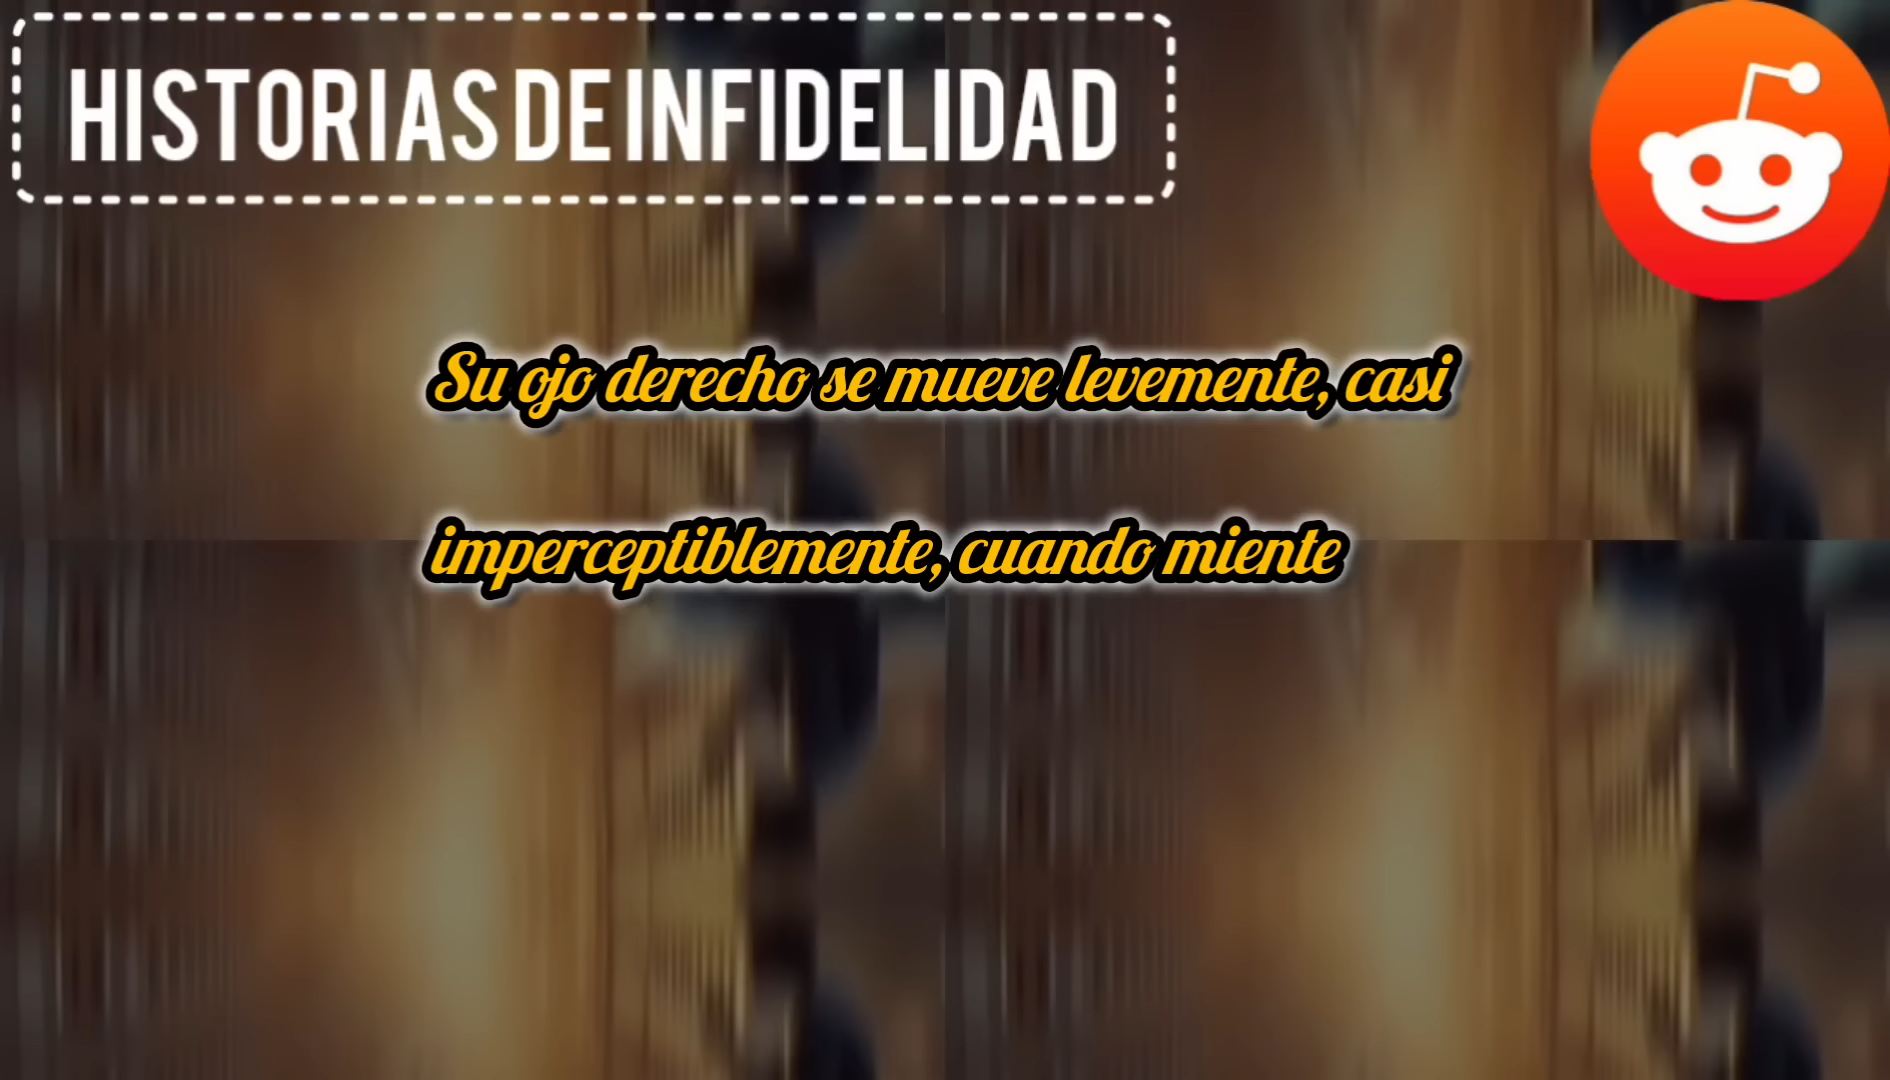 HISTORIAS DE INFIDELIDAD
Su ojo derecho se mueve levemente, casi
imperceptiblemente, cuando miente